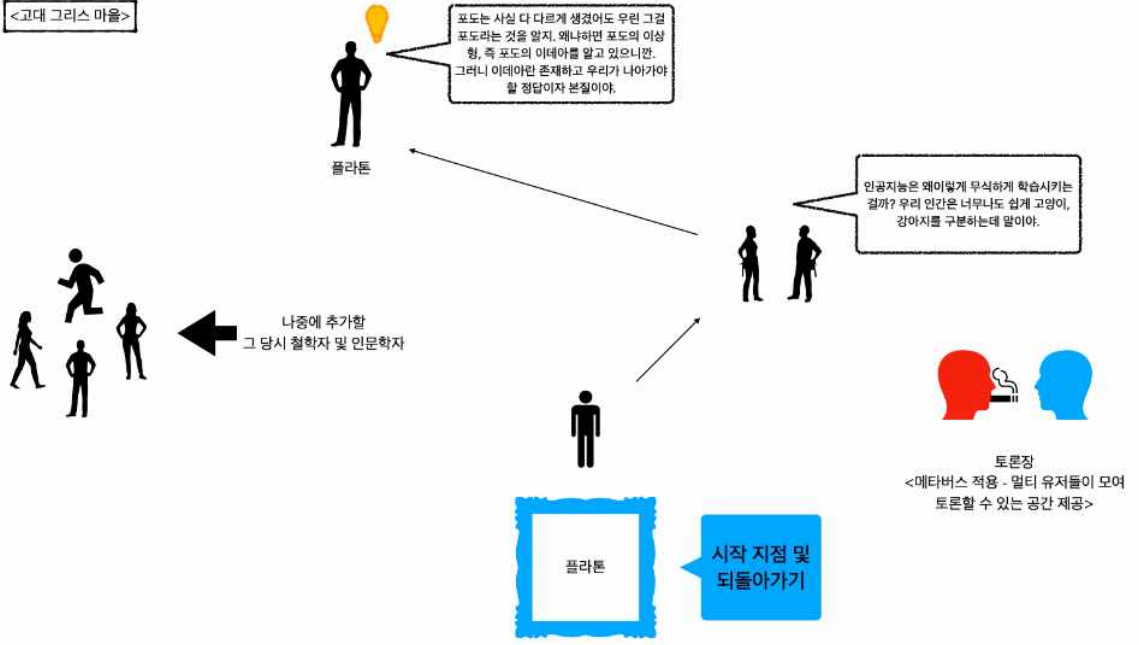 <고대 그리스 마을>
포도는 사실 다 다르게 생겼어도 우린 그걸
포도라는 것을 알지. 왜냐하면 포도의 이상
형, 즉 포도의 이데아를 알고 있으니깐.
그러니 이데아란 존재하고 우리가 나아가야
할 정답이자 본질이야.
플라톤
인공지능은 왜이렇게 무식하게 학습시키는
걸까? 우리 인간은 너무나도 쉽게 고양이,
강아지를 구분하는데 말이야.
나중에 추가할
그 당시 철학자 및 인문학자
토론장
<메타버스 적용 - 멀티 유저들이 모여
토론할 수 있는 공간 제공>
플라톤
시작 지점 및
되돌아가기